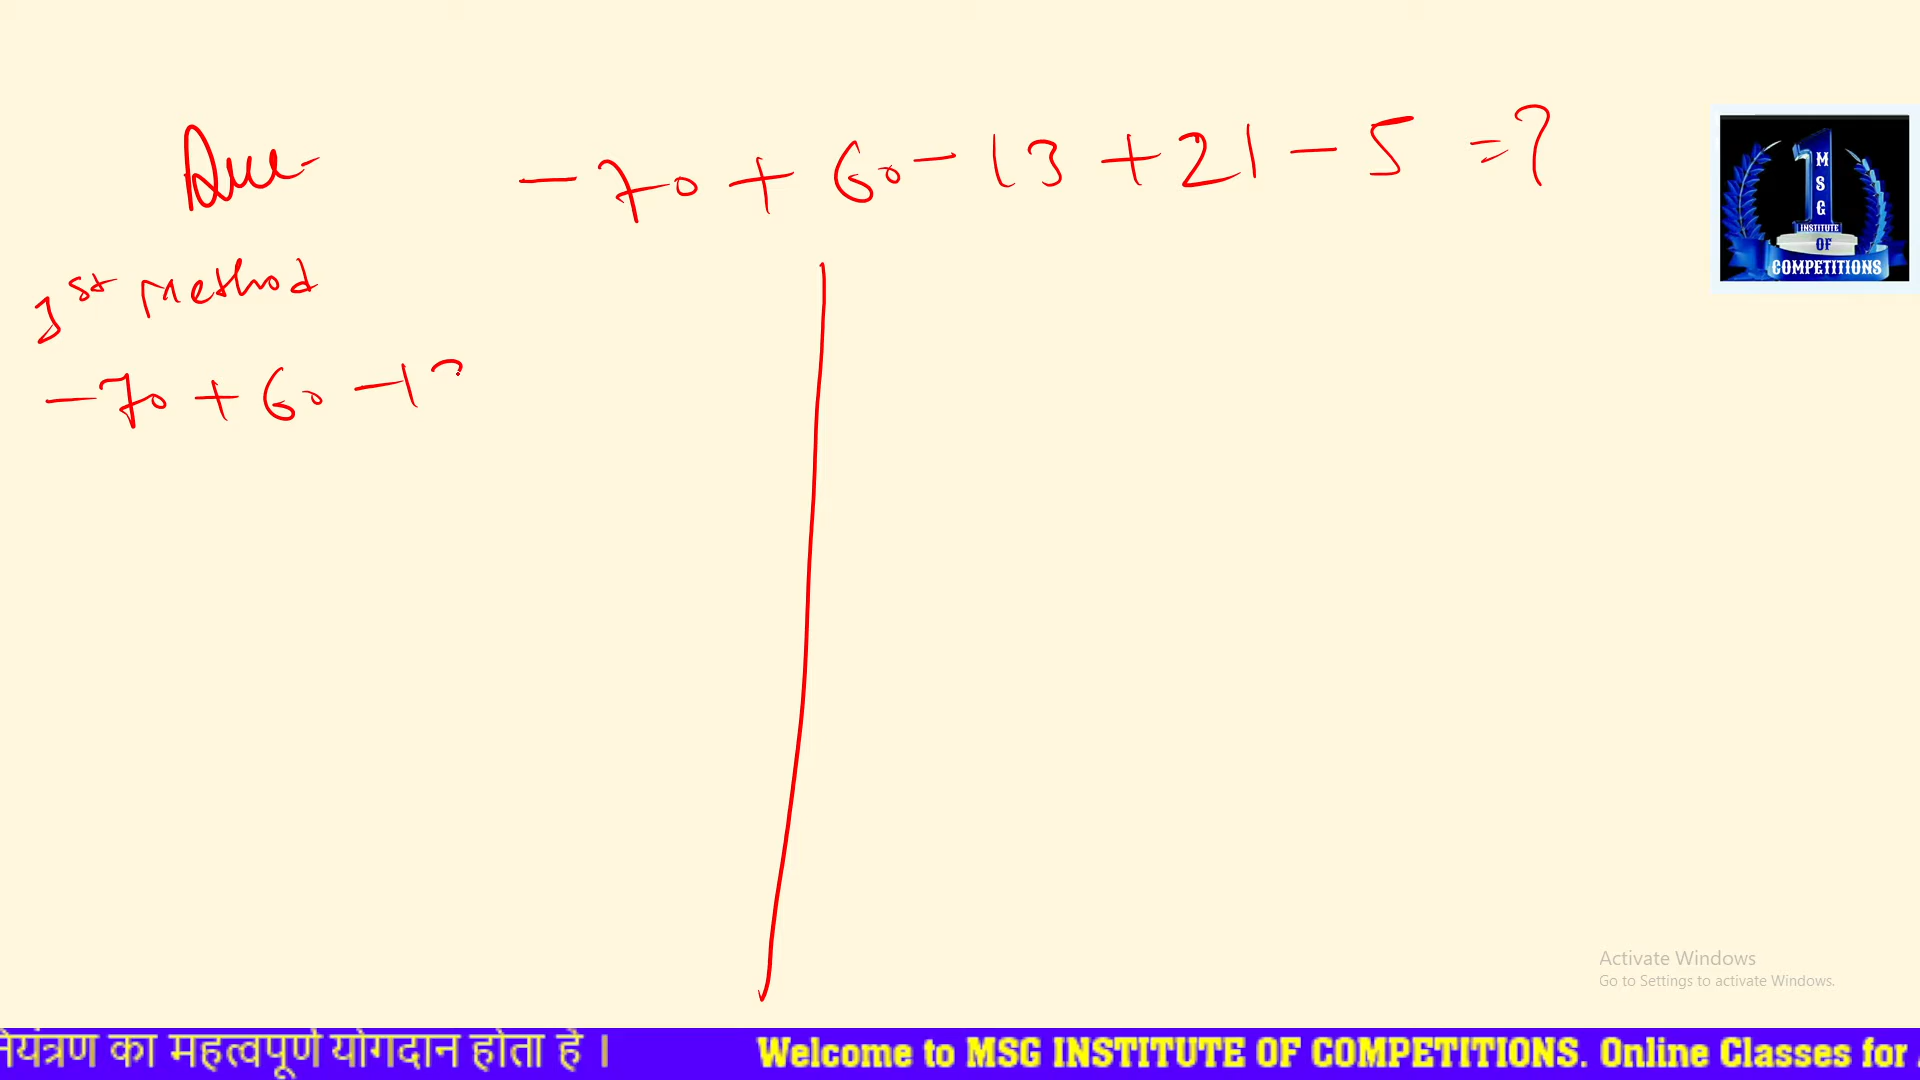 Que - 70 + 60 - 13 + 21 - 5 = ?
1st Method
- 70 + 60 - 1
1
M
S
G
INSTITUTE
OF
COMPETITIONS
Activate Windows
Go to Settings to activate Windows.
नियंत्रण का महत्वपूर्ण योगदान होता है । Welcome to MSG INSTITUTE OF COMPETITIONS. Online Classes for